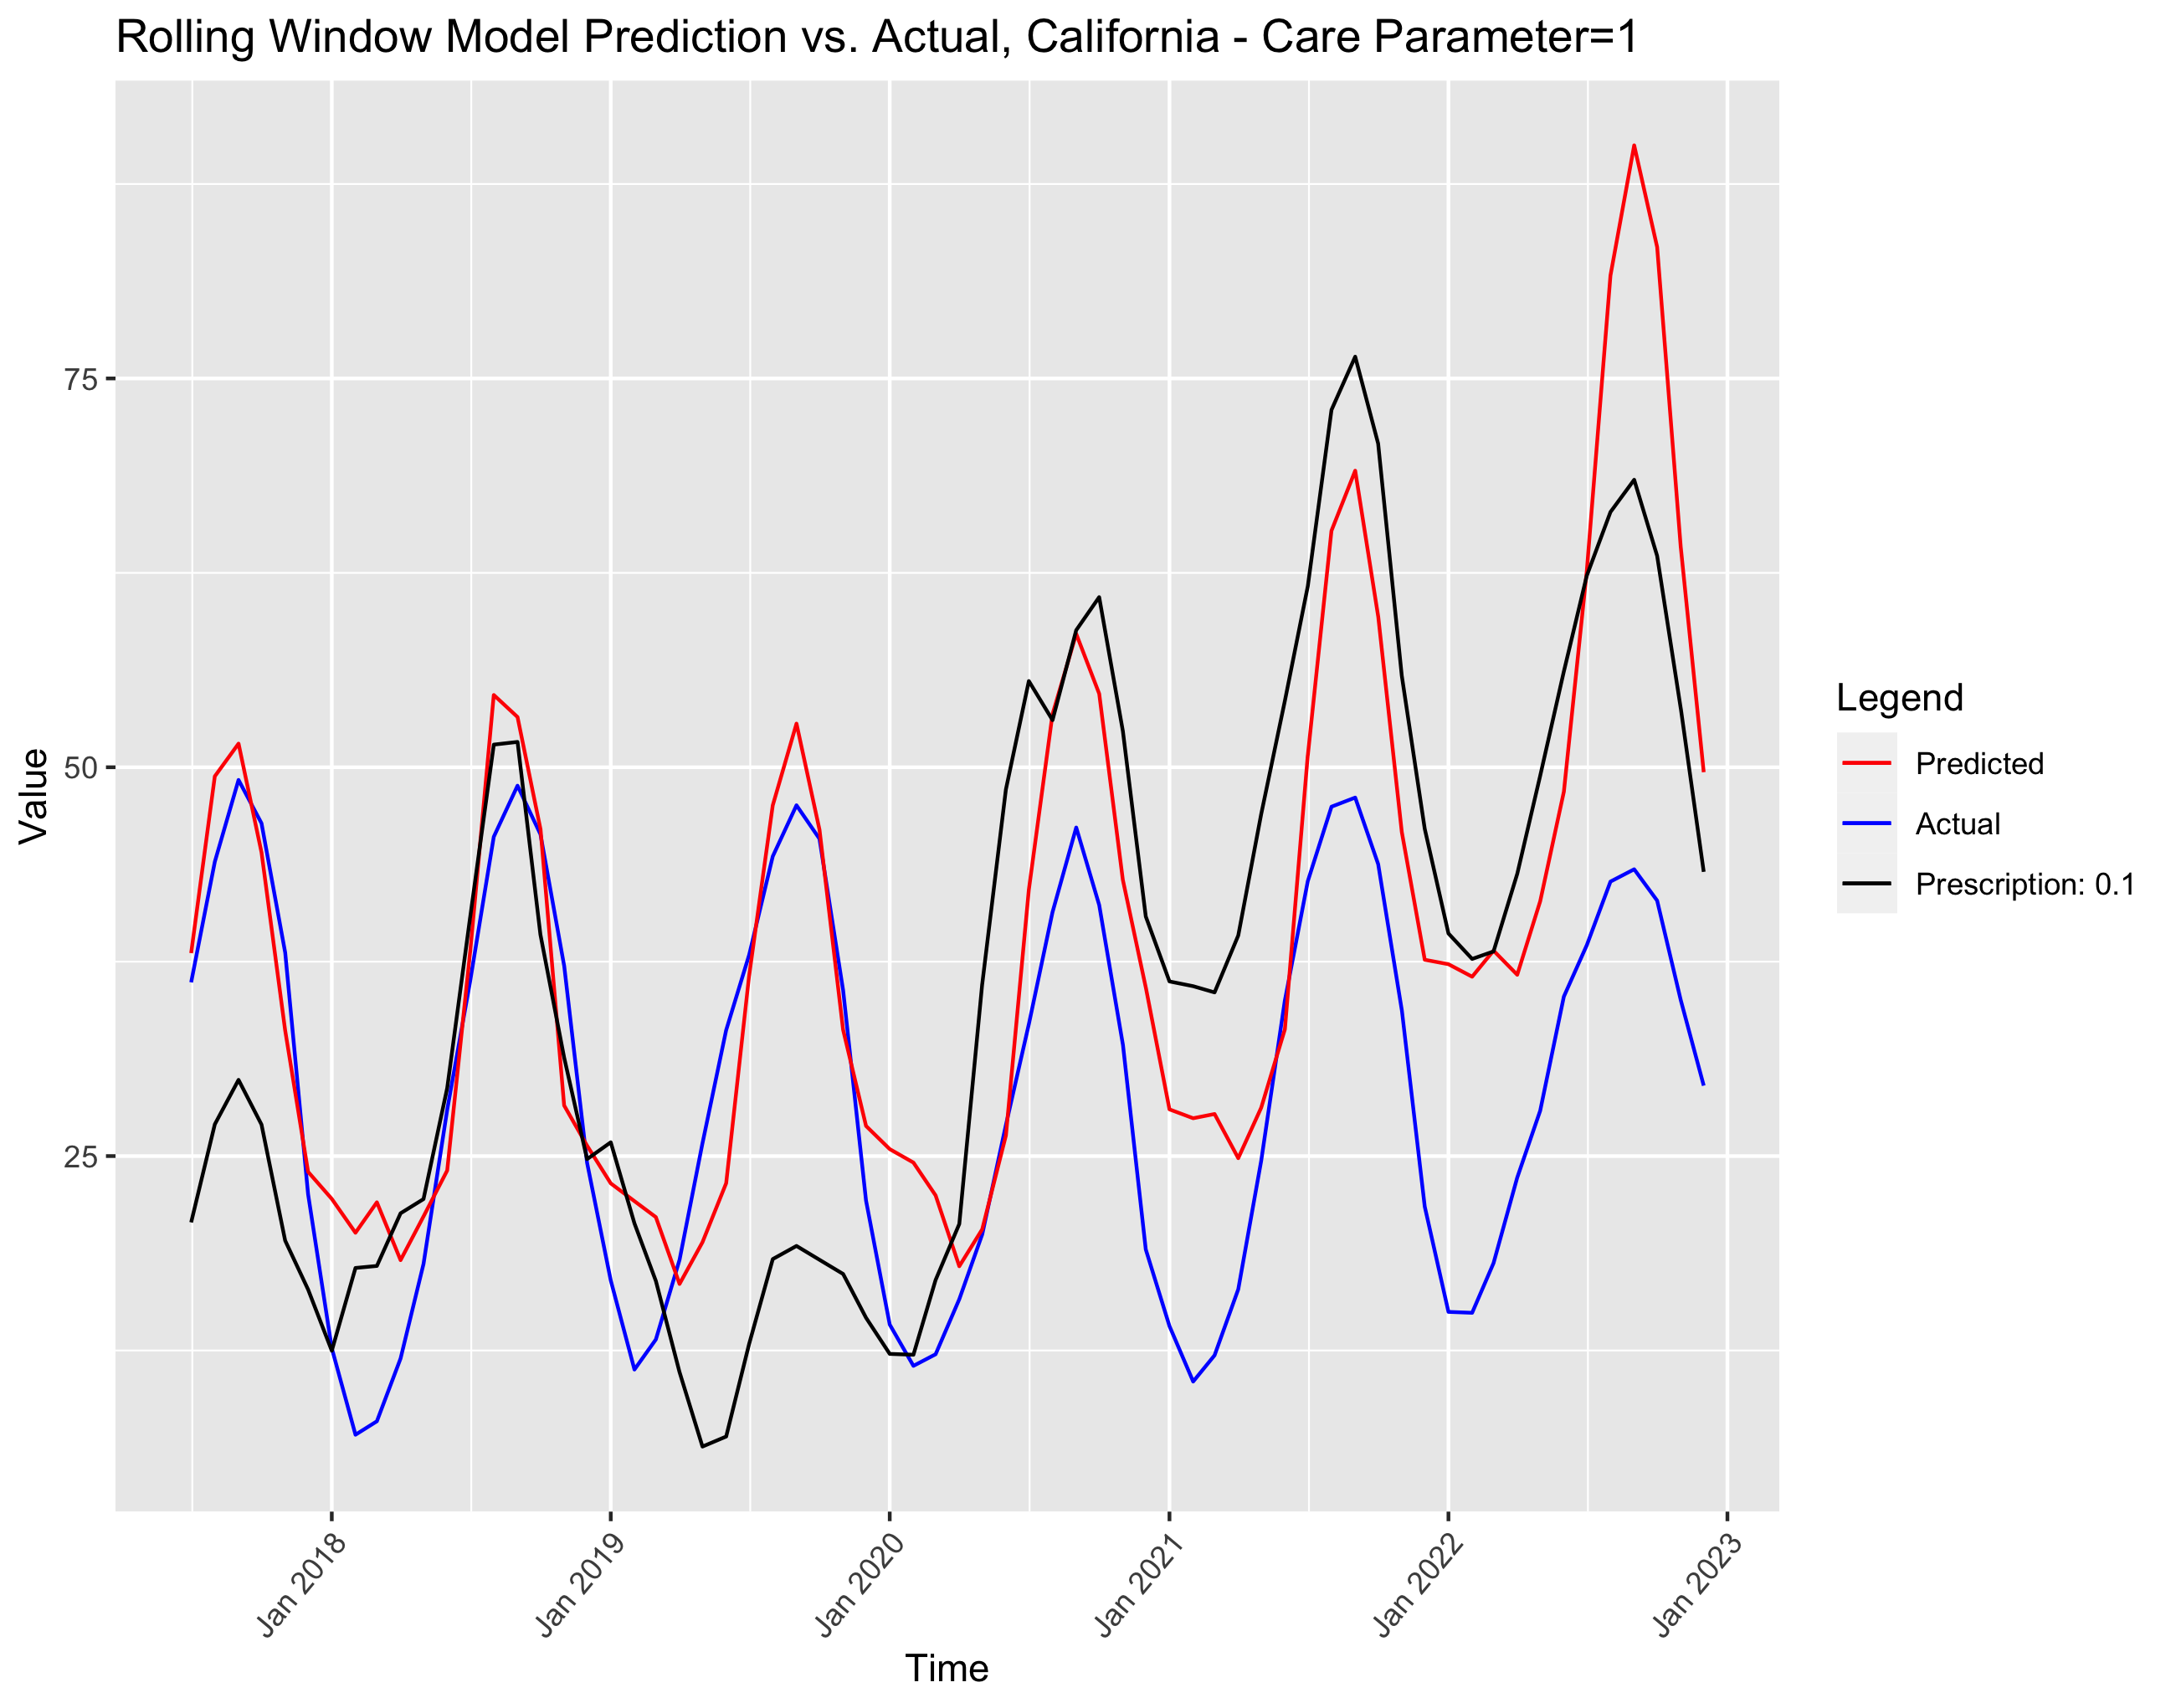 Rolling Window Model Prediction vs. Actual, California - Care Parameter=1
Value
75
50
25
Jan 2018
Jan 2019
Jan 2020
Jan 2021
Jan 2022
Jan 2023
Time
Legend
Predicted
Actual
Prescription: 0.1